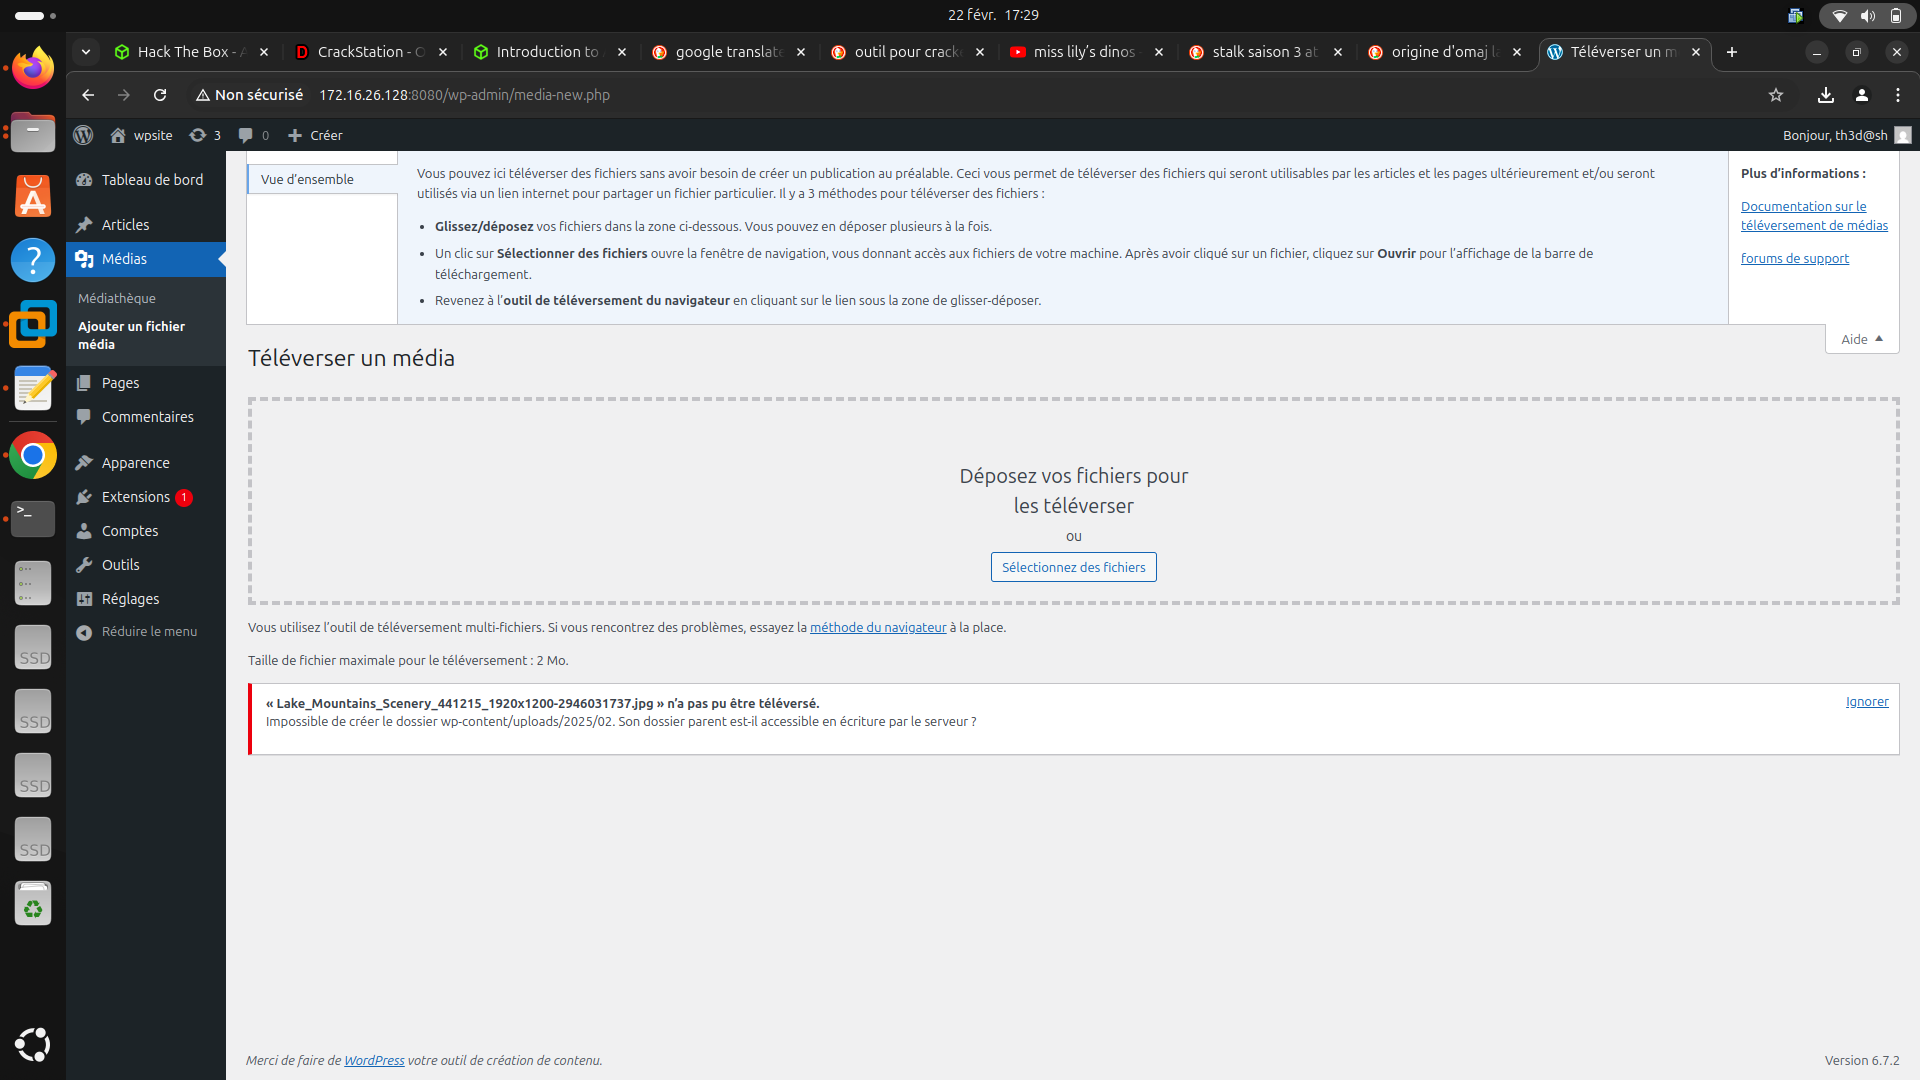 22 févr. 17:29
Hack The Box - A
CrackStation - O
Introduction to
google translate
outil pour cracke
miss lily's dinos
stalk saison 3 at
origine d'omaj la
Téléverser un m
Non sécurisé
172.16.26.128:8080/wp-admin/media-new.php
wpsite
3
0
Créer
Bonjour, th3d@sh
Tableau de bord
Articles
Médias
Médiathèque
Ajouter un fichier
média
Pages
Commentaires
Apparence
Extensions 1
Comptes
Outils
Réglages
Réduire le menu
Vue d’ensemble
Vous pouvez ici téléverser des fichiers sans avoir besoin de créer un publication au préalable. Ceci vous permet de téléverser des fichiers qui seront utilisables par les articles et les pages ultérieurement et/ou seront
utilisés via un lien internet pour partager un fichier particulier. Il y a 3 méthodes pour téléverser des fichiers :
Glissez/déposez vos fichiers dans la zone ci-dessous. Vous pouvez en déposer plusieurs à la fois.
Un clic sur Sélectionner des fichiers ouvre la fenêtre de navigation, vous donnant accès aux fichiers de votre machine. Après avoir cliqué sur un fichier, cliquez sur Ouvrir pour l’affichage de la barre de
téléchargement.
Revenez à l’outil de téléversement du navigateur en cliquant sur le lien sous la zone de glisser-déposer.
Plus d’informations :
Documentation sur le
téléversement de médias
forums de support
Aide
Téléverser un média
Déposez vos fichiers pour
les téléverser
ou
Sélectionnez des fichiers
Vous utilisez l’outil de téléversement multi-fichiers. Si vous rencontrez des problèmes, essayez la méthode du navigateur à la place.
Taille de fichier maximale pour le téléversement : 2 Mo.
« Lake_Mountains_Scenery_441215_1920x1200-2946031737.jpg » n’a pas pu être téléversé.
Ignorer
Impossible de créer le dossier wp-content/uploads/2025/02. Son dossier parent est-il accessible en écriture par le serveur ?
SSD
SSD
SSD
SSD
Merci de faire de WordPress votre outil de création de contenu.
Version 6.7.2